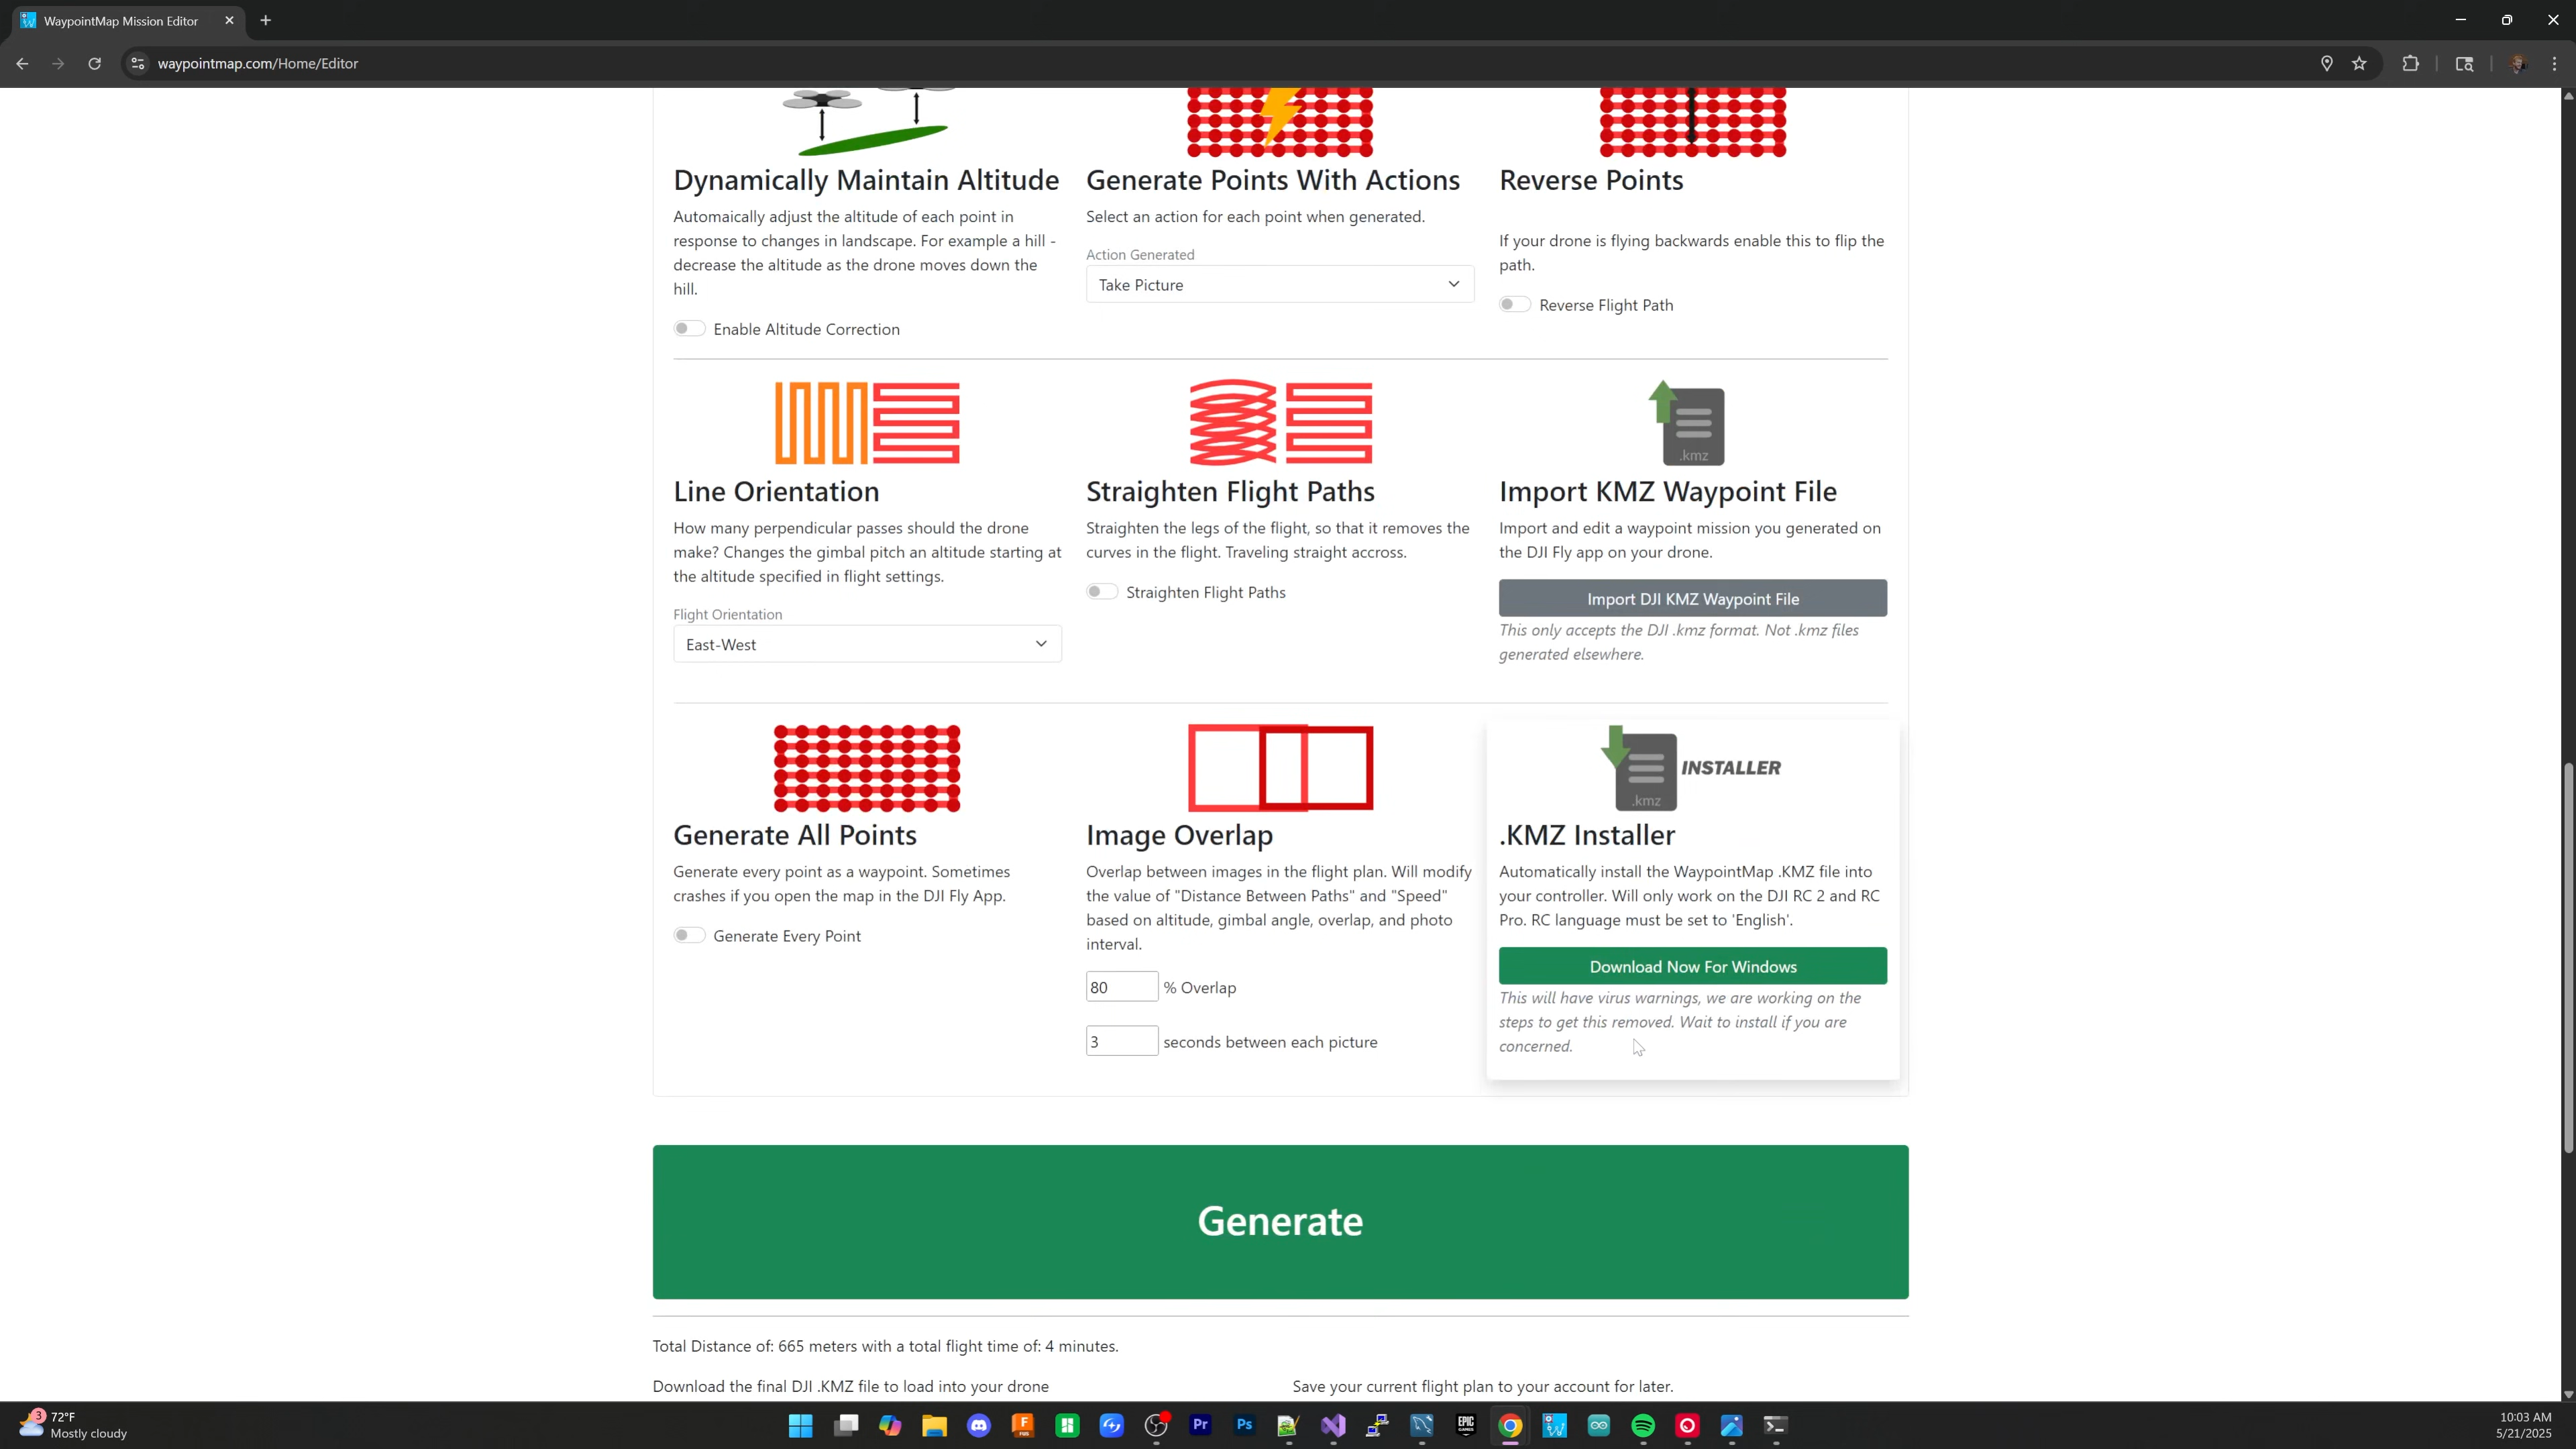 WaypointMap Mission Editor
waypointmap.com/Home/Editor
Dynamically Maintain Altitude
Automaically adjust the altitude of each point in
response to changes in landscape. For example a hill -
decrease the altitude as the drone moves down the
hill.
Enable Altitude Correction
Generate Points With Actions
Select an action for each point when generated.
Action Generated
Take Picture
Reverse Points
If your drone is flying backwards enable this to flip the
path.
Reverse Flight Path
Line Orientation
How many perpendicular passes should the drone
make? Changes the gimbal pitch an altitude starting at
the altitude specified in flight settings.
Flight Orientation
East-West
Straighten Flight Paths
Straighten the legs of the flight, so that it removes the
curves in the flight. Traveling straight accross.
Straighten Flight Paths
.kmz
Import KMZ Waypoint File
Import and edit a waypoint mission you generated on
the DJI Fly app on your drone.
Import DJI KMZ Waypoint File
This only accepts the DJI .kmz format. Not .kmz files
generated elsewhere.
Generate All Points
Generate every point as a waypoint. Sometimes
crashes if you open the map in the DJI Fly App.
Generate Every Point
Image Overlap
Overlap between images in the flight plan. Will modify
the value of "Distance Between Paths" and "Speed"
based on altitude, gimbal angle, overlap, and photo
interval.
80 % Overlap
3 seconds between each picture
INSTALLER
.kmz
.KMZ Installer
Automatically install the WaypointMap .KMZ file into
your controller. Will only work on the DJI RC 2 and RC
Pro. RC language must be set to 'English'.
Download Now For Windows
This will have virus warnings, we are working on the
steps to get this removed. Wait to install if you are
concerned.
Generate
Total Distance of: 665 meters with a total flight time of: 4 minutes.
Download the final DJI .KMZ file to load into your drone
Save your current flight plan to your account for later.
3
72°F
Mostly cloudy
F
Pr
Ps
EPIC
GAMES
10:03 AM
5/21/2025